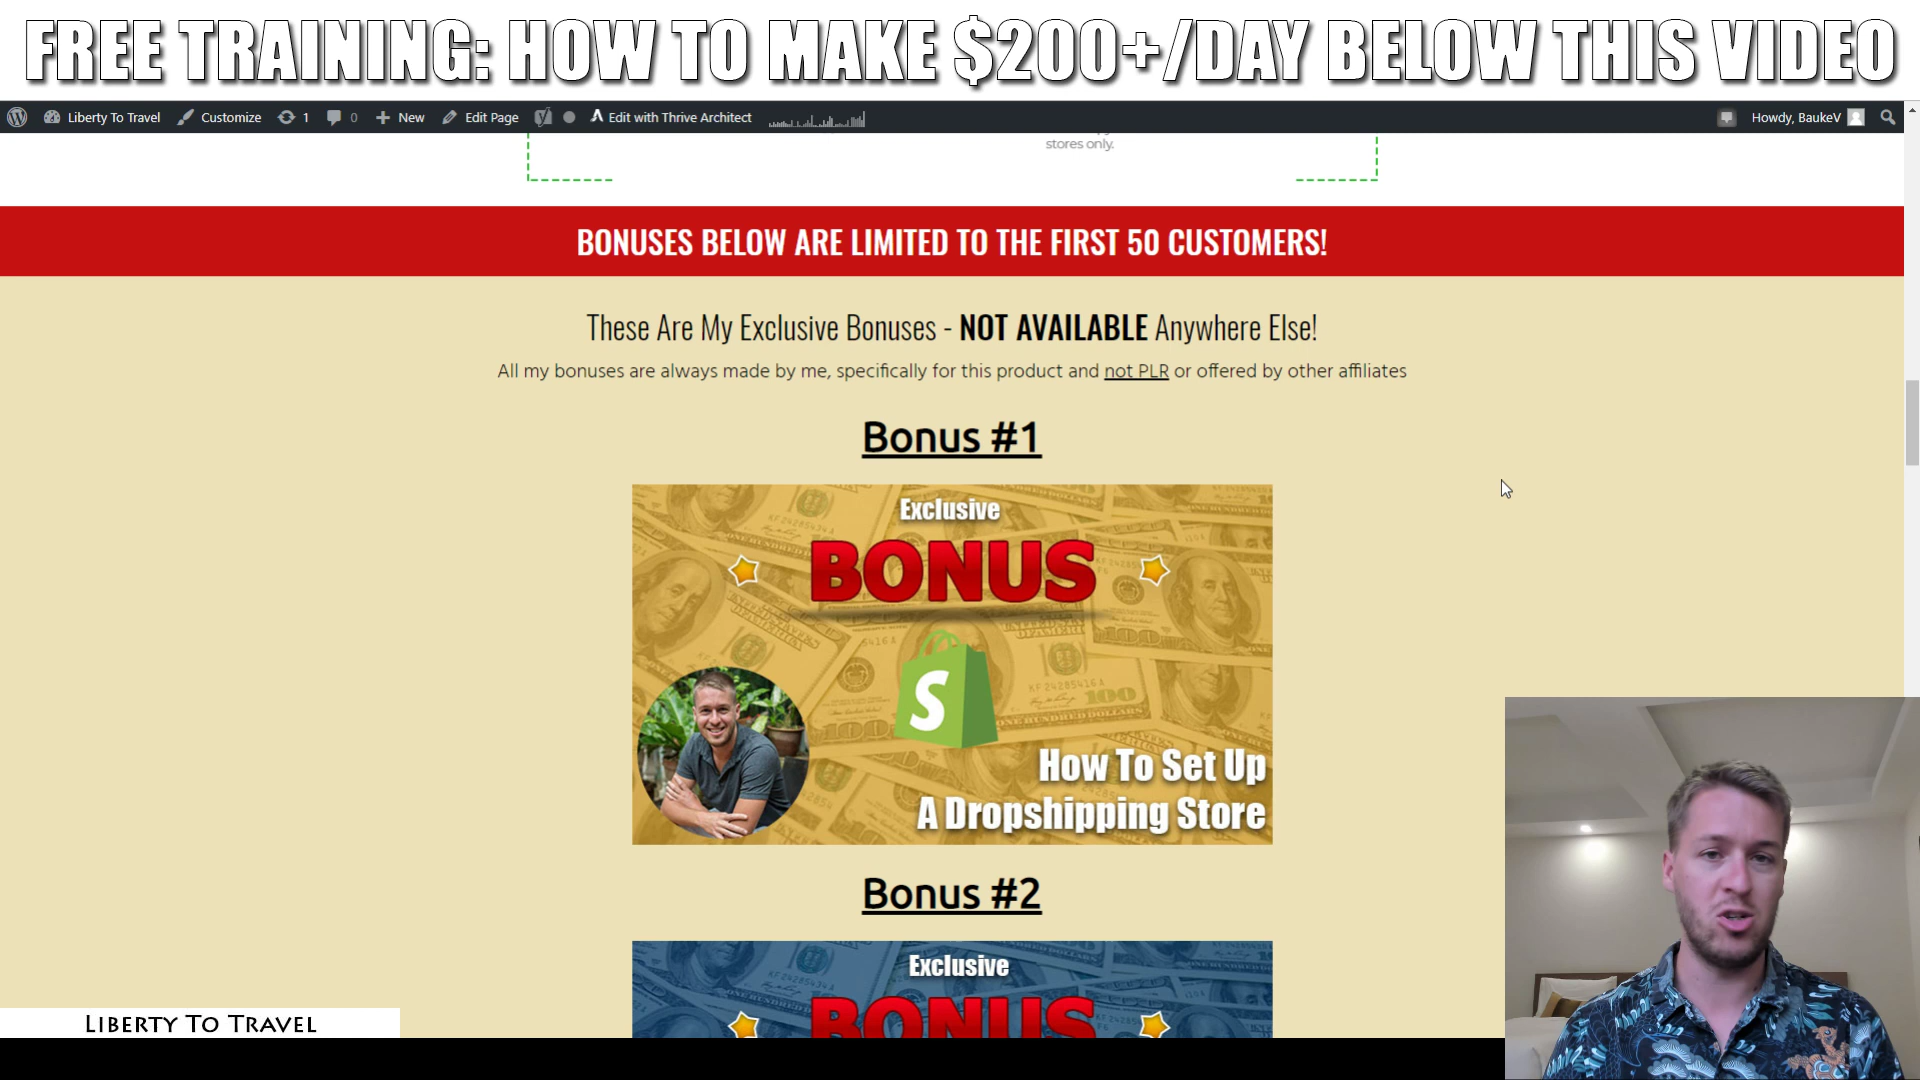 FREE TRAINING: HOW TO MAKE $200+/DAY BELOW THIS VIDEO
Liberty To Travel Customize 1 0 New Edit Page Edit with Thrive Architect Howdy, BaukeV
stores only.
BONUSES BELOW ARE LIMITED TO THE FIRST 50 CUSTOMERS!
These Are My Exclusive Bonuses - NOT AVAILABLE Anywhere Else!
All my bonuses are always made by me, specifically for this product and not PLR or offered by other affiliates
Bonus #1
Exclusive
BONUS
S
How To Set Up
A Dropshipping Store
Bonus #2
Exclusive
BONUS
LIBERTY TO TRAVEL